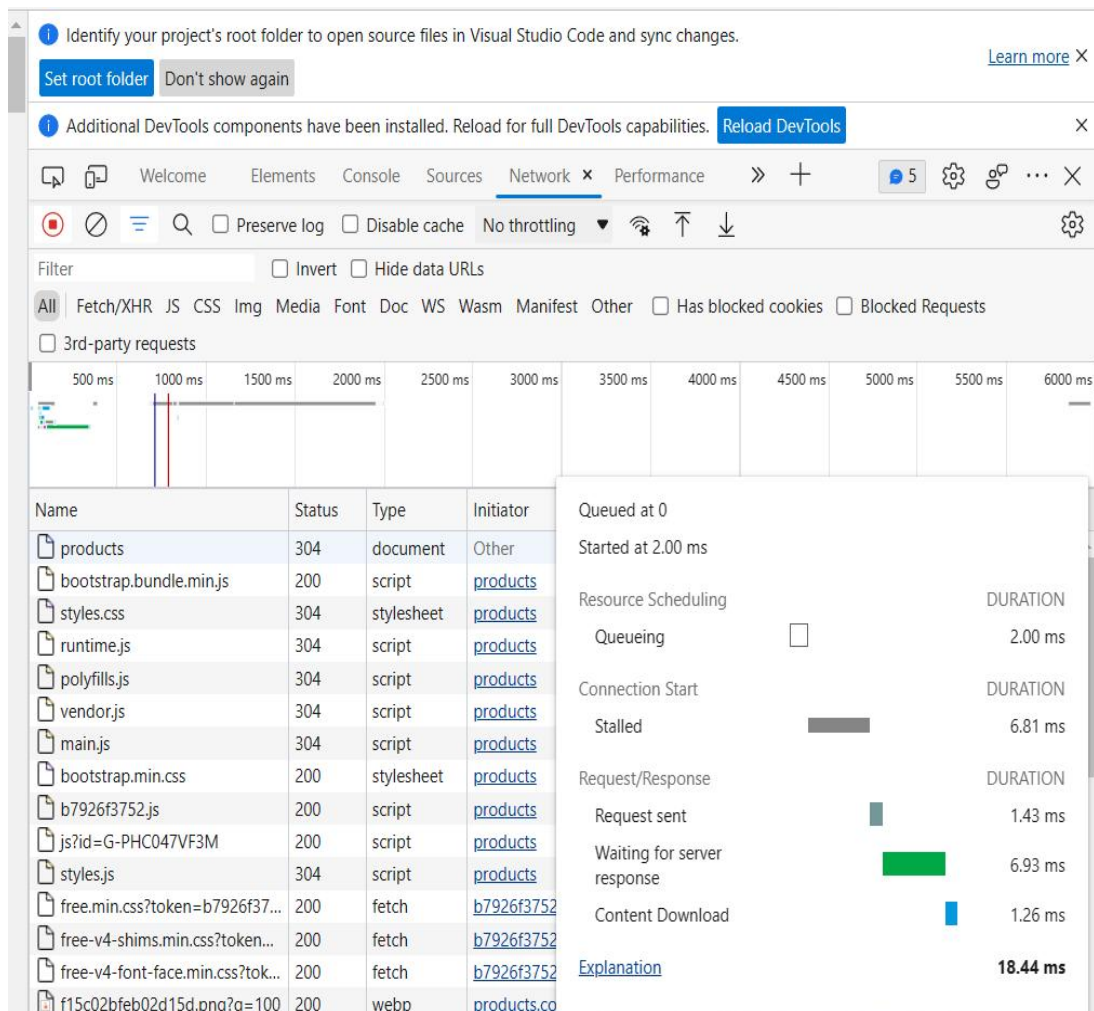 Identify your project's root folder to open source files in Visual Studio Code and sync changes.
Learn more
Set root folder Don't show again
Additional DevTools components have been installed. Reload for full DevTools capabilities. Reload DevTools
Welcome Elements Console Sources Network Performance 5
Preserve log Disable cache No throttling
Filter Invert Hide data URLs
All Fetch/XHR JS CSS Img Media Font Doc WS Wasm Manifest Other Has blocked cookies Blocked Requests
3rd-party requests
500 ms 1000 ms 1500 ms 2000 ms 2500 ms 3000 ms 3500 ms 4000 ms 4500 ms 5000 ms 5500 ms 6000 ms
Name Status Type Initiator
products 304 document Other
bootstrap.bundle.min.js 200 script products
styles.css 304 stylesheet products
runtime.js 304 script products
polyfills.js 304 script products
vendor.js 304 script products
main.js 304 script products
bootstrap.min.css 200 stylesheet products
b7926f3752.js 200 script products
js?id=G-PHC047VF3M 200 script products
styles.js 304 script products
free.min.css?token=b7926f37... 200 fetch b7926f3752
free-v4-shims.min.css?token... 200 fetch b7926f3752
free-v4-font-face.min.css?tok... 200 fetch b7926f3752
f15c02bfeb02d15d.png?q=100 200 webp products.co
Queued at 0
Started at 2.00 ms
Resource Scheduling DURATION
Queueing 2.00 ms
Connection Start DURATION
Stalled 6.81 ms
Request/Response DURATION
Request sent 1.43 ms
Waiting for server
response 6.93 ms
Content Download 1.26 ms
Explanation 18.44 ms